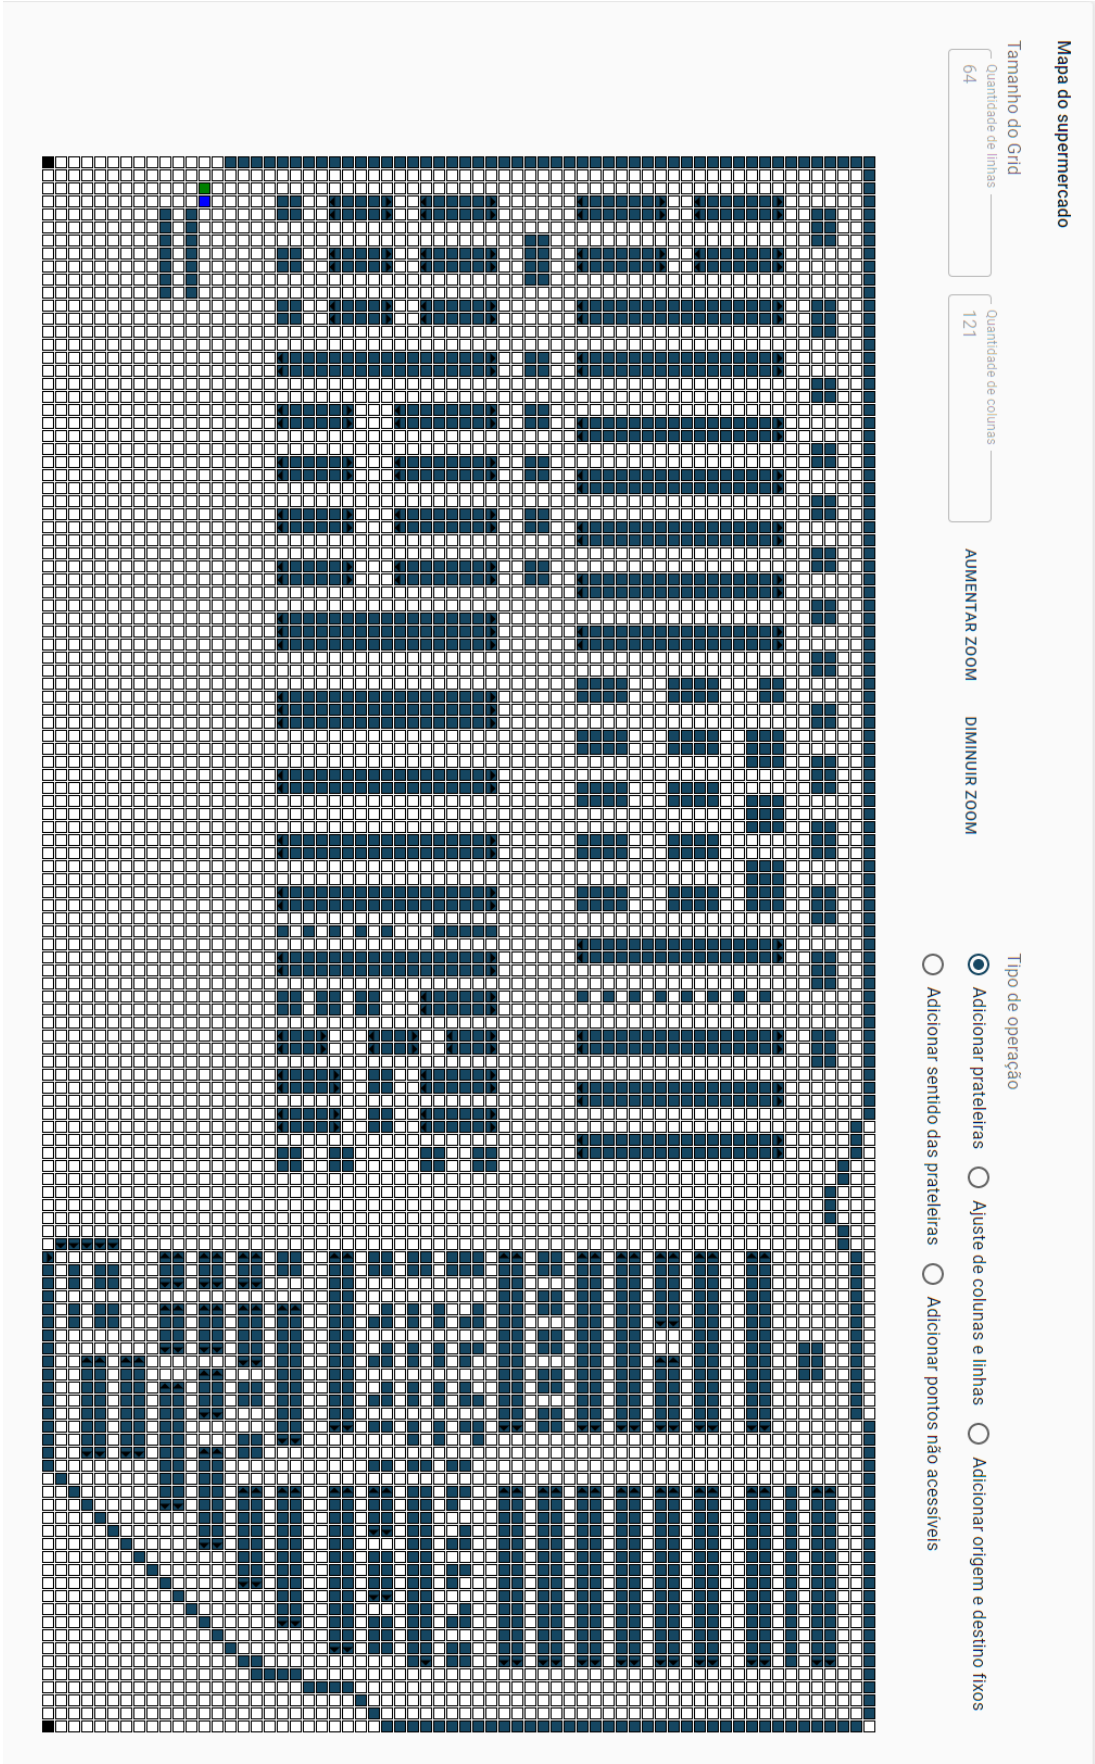 Mapa do supermercado
Tamanho do Grid
Quantidade de linhas
64
Quantidade de colunas
121
AUMENTAR ZOOM
DIMINUIR ZOOM
Tipo de operação
Adicionar prateleiras
Ajuste de colunas e linhas
Adicionar origem e destino fixos
Adicionar sentido das prateleiras
Adicionar pontos não acessíveis